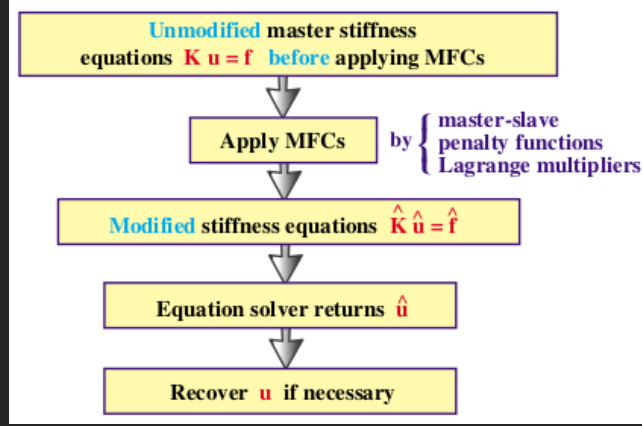 Unmodified master stiffness
equations K u = f before applying MFCs
Apply MFCs
by { master-slave
penalty functions
Lagrange multipliers
Modified stiffness equations K̂ û = f̂
Equation solver returns û
Recover u if necessary